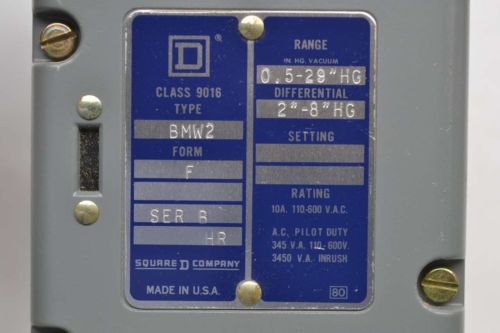 D
®
CLASS 9016
TYPE
BMW2
FORM
F
SER B
HR
SQUARE D COMPANY
MADE IN U.S.A.
RANGE
IN. HG. VACUUM
0.5-29"HG
DIFFERENTIAL
2"-8"HG
SETTING
RATING
10A. 110-600 V.A.C.
A.C. PILOT DUTY
345 V.A. 110-600V.
3450 V.A. INRUSH
80